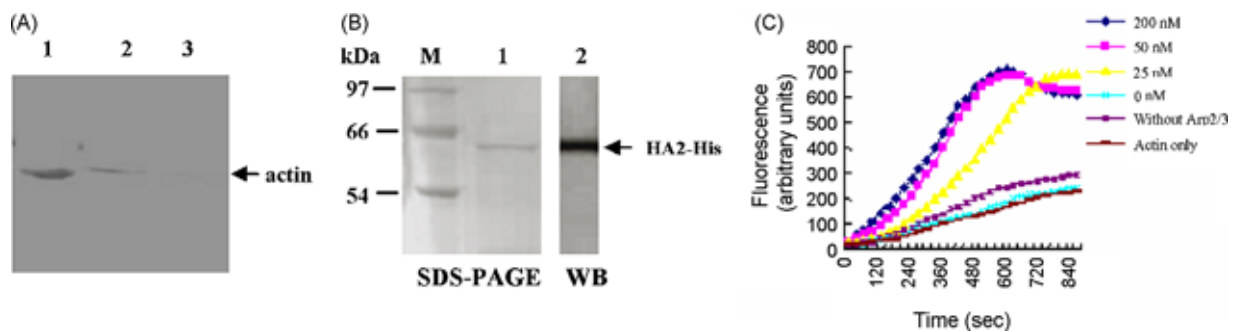 (A)
1 2 3
actin
(B)
kDa M 1 2
97
66
54
HA2-His
SDS-PAGE WB
(C)
Fluorescence
(arbitrary units)
800
700
600
500
400
300
200
100
0
0 120 240 360 480 600 720 840
Time (sec)
200 nM
50 nM
25 nM
0 nM
Without Arp2/3
Actin only